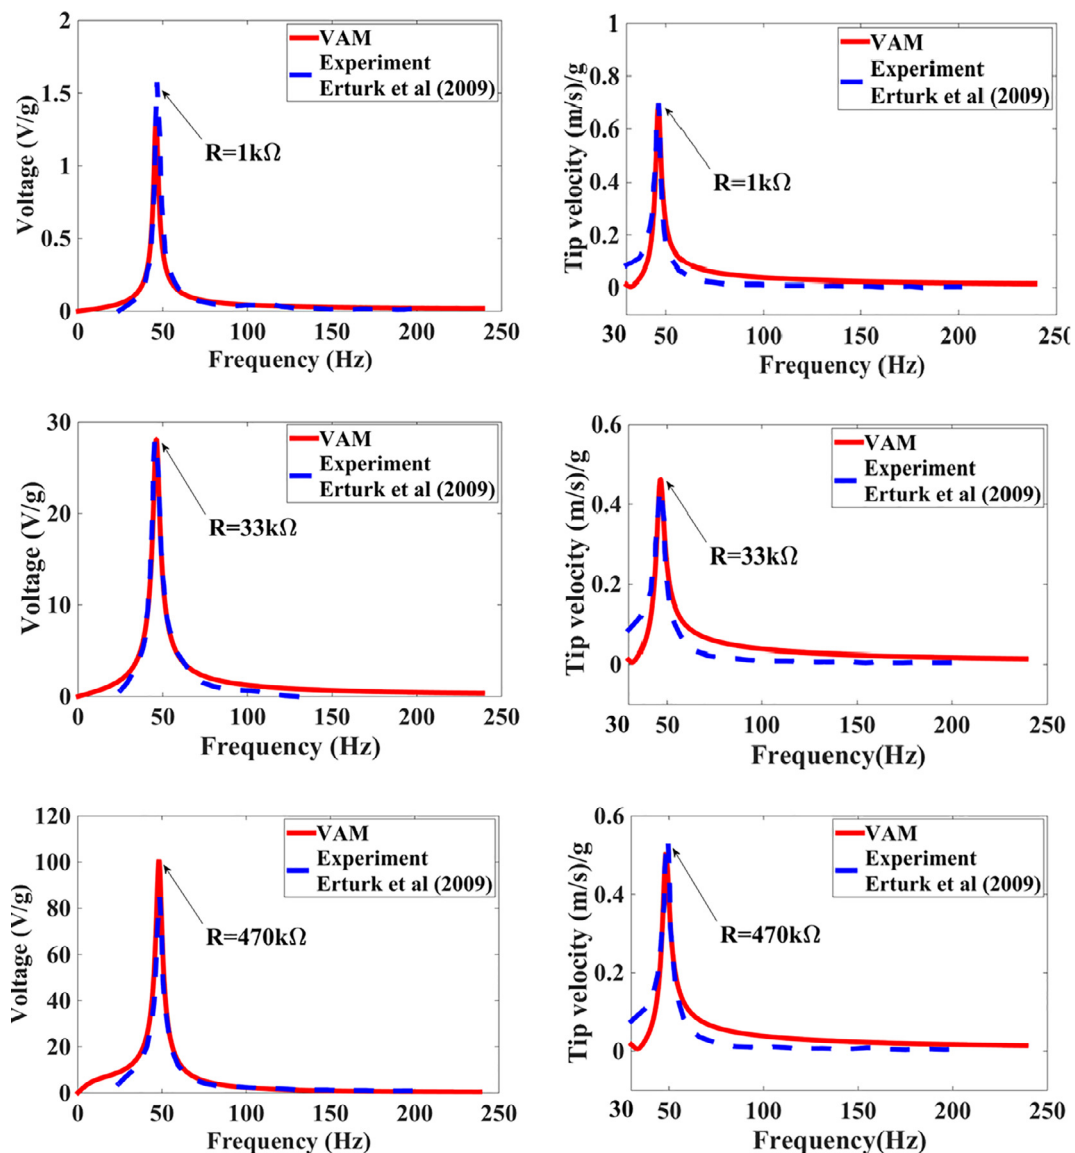 2
1.5
1
0.5
0
0
50
100
150
200
250
Voltage (V/g)
Frequency (Hz)
VAM
Experiment
Erturk et al (2009)
R=1kΩ
1
0.8
0.6
0.4
0.2
0
30
50
100
150
200
250
Tip velocity (m/s)/g
Frequency (Hz)
VAM
Experiment
Erturk et al (2009)
R=1kΩ
30
20
10
0
0
50
100
150
200
250
Voltage (V/g)
Frequency (Hz)
VAM
Experiment
Erturk et al (2009)
R=33kΩ
0.6
0.4
0.2
0
30
50
100
150
200
250
Tip velocity (m/s)/g
Frequency(Hz)
VAM
Experiment
Erturk et al (2009)
R=33kΩ
120
100
80
60
40
20
0
0
50
100
150
200
250
Voltage (V/g)
Frequency (Hz)
VAM
Experiment
Erturk et al (2009)
R=470kΩ
0.6
0.4
0.2
0
30
50
100
150
200
250
Tip velocity (m/s)/g
Frequency(Hz)
VAM
Experiment
Erturk et al (2009)
R=470kΩ